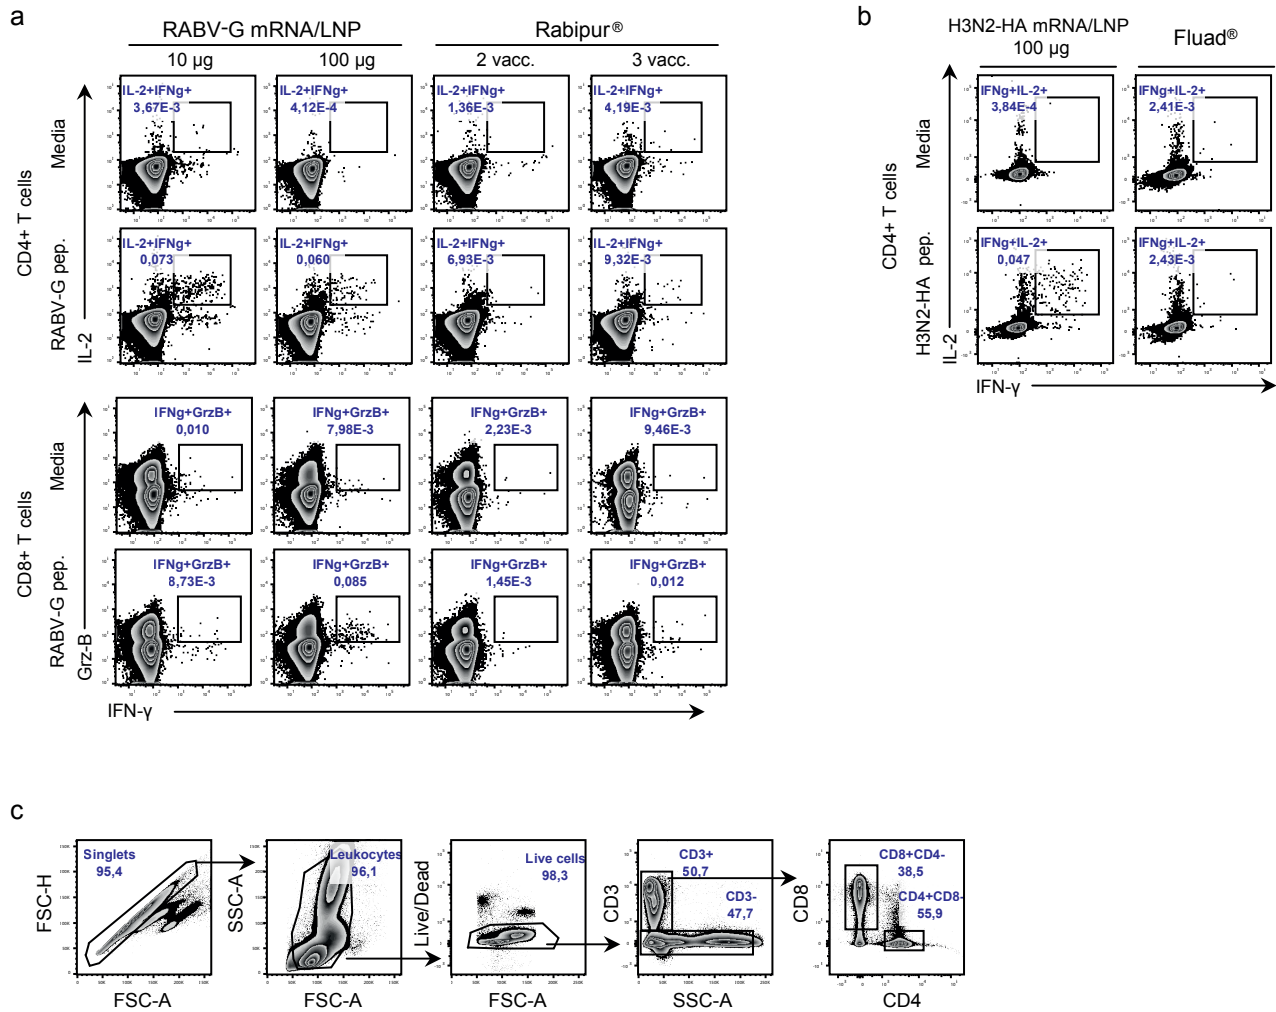 a
RABV-G mRNA/LNP
Rabipur®
10 µg
100 µg
2 vacc.
3 vacc.
CD4+ T cells
Media
IL-2+IFNg+
3,67E-3
IL-2+IFNg+
4,12E-4
IL-2+IFNg+
1,36E-3
IL-2+IFNg+
4,19E-3
RABV-G pep.
IL-2
IL-2+IFNg+
0,073
IL-2+IFNg+
0,060
IL-2+IFNg+
6,93E-3
IL-2+IFNg+
9,32E-3
CD8+ T cells
Media
IFNg+GrzB+
0,010
IFNg+GrzB+
7,98E-3
IFNg+GrzB+
2,23E-3
IFNg+GrzB+
9,46E-3
RABV-G pep.
Grz-B
IFNg+GrzB+
8,73E-3
IFNg+GrzB+
0,085
IFNg+GrzB+
1,45E-3
IFNg+GrzB+
0,012
IFN-γ
b
H3N2-HA mRNA/LNP
100 µg
Fluad®
CD4+ T cells
Media
IFNg+IL-2+
3,84E-4
IFNg+IL-2+
2,41E-3
H3N2-HA pep.
IL-2
IFNg+IL-2+
0,047
IFNg+IL-2+
2,43E-3
IFN-γ
c
FSC-H
Singlets
95,4
FSC-A
SSC-A
Leukocytes
96,1
FSC-A
Live/Dead
Live cells
98,3
FSC-A
CD3
CD3+
50,7
CD3-
47,7
SSC-A
CD8
CD8+CD4-
38,5
CD4+CD8-
55,9
CD4